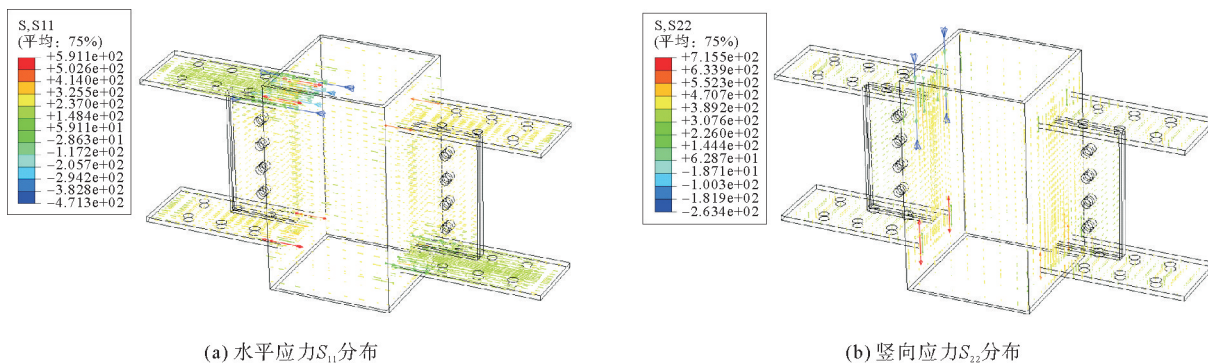 S, S11
(平均：75%)
+5.911e+02
+5.026e+02
+4.140e+02
+3.255e+02
+2.370e+02
+1.484e+02
+5.911e+01
-2.863e+01
-1.172e+02
-2.057e+02
-2.942e+02
-3.828e+02
-4.713e+02
(a) 水平应力S₁₁分布
S, S22
(平均：75%)
+7.155e+02
+6.339e+02
+5.523e+02
+4.707e+02
+3.892e+02
+3.076e+02
+2.260e+02
+1.444e+02
+6.287e+01
-1.871e+01
-1.003e+02
-1.819e+02
-2.634e+02
(b) 竖向应力S₂₂分布